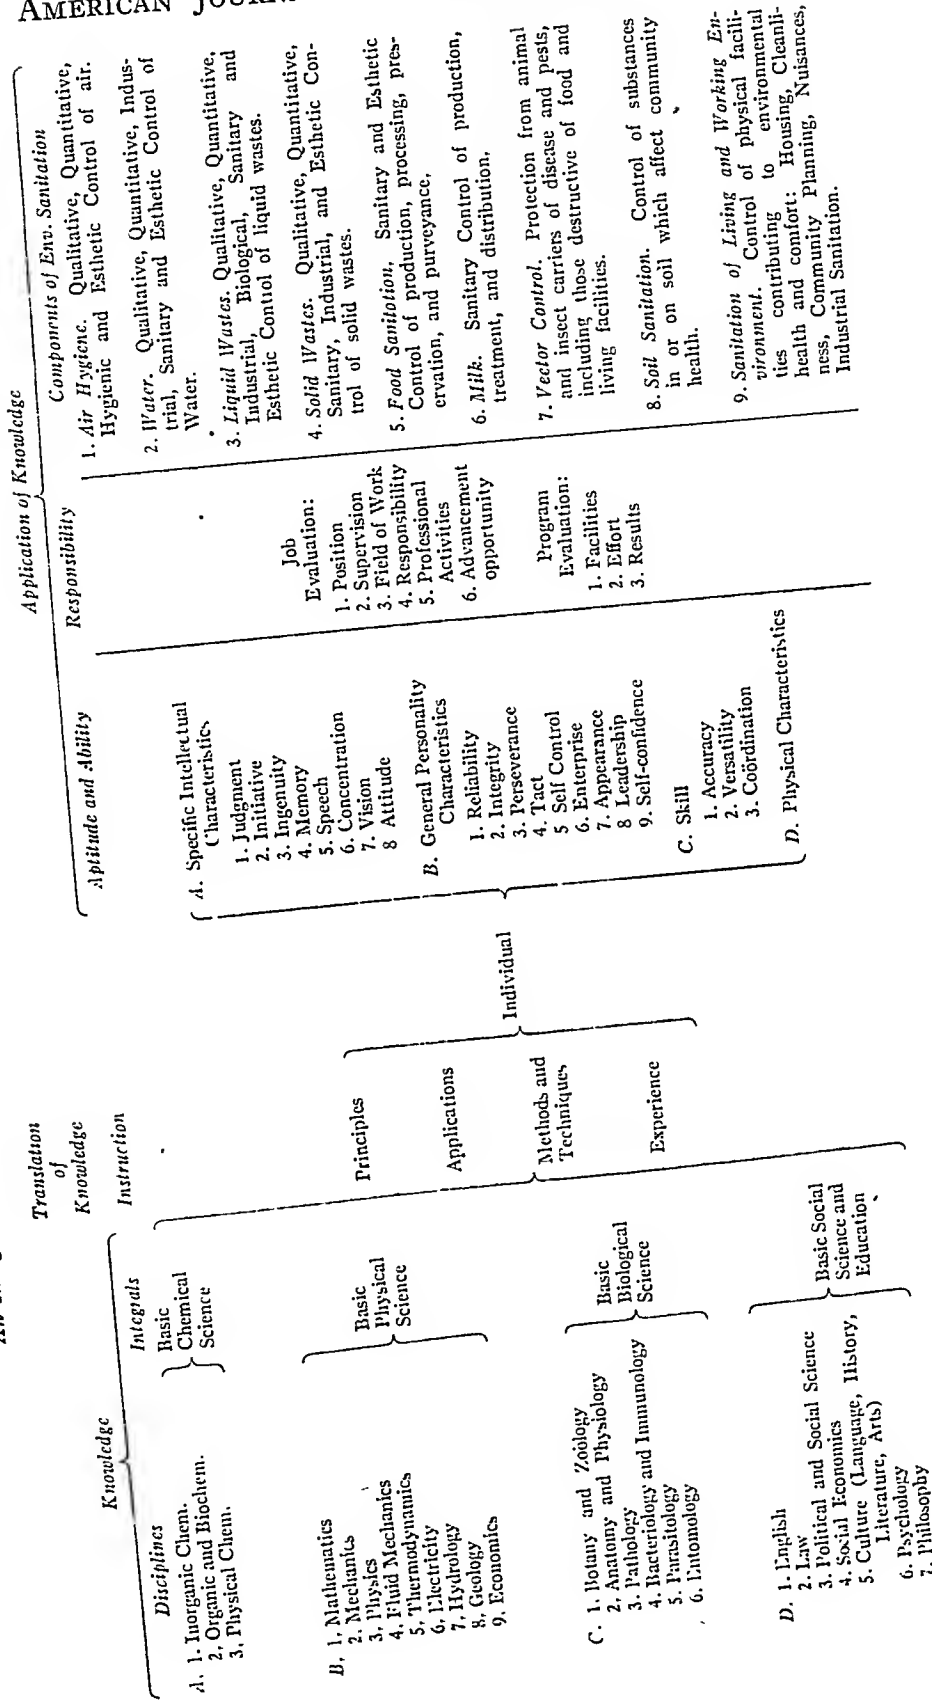 AMERICAN
Application of Knowledge
Aptitude and Ability
A. Specific Intellectual
Characteristics
1. Judgment
2. Initiative
3. Ingenuity
4. Memory
5. Speech
6. Concentration
7. Vision
8 Attitude
B. General Personality
Characteristics
1. Reliability
2. Integrity
3. Perseverance
4. Tact
5 Self Control
6. Enterprise
7. Appearance
8 Leadership
9. Self-confidence
C. Skill
1. Accuracy
2. Versatility
3. Coördination
D. Physical Characteristics
Responsibility
Job
Evaluation:
1. Position
2. Supervision
3. Field of Work
4. Responsibility
5. Professional
Activities
6. Advancement
opportunity
Program
Evaluation:
1. Facilities
2. Effort
3. Results
Components of Env. Sanitation
1. Air Hygiene. Qualitative, Quantitative,
Hygienic and Esthetic Control of air.
2. Water. Qualitative, Quantitative, Indus-
trial, Sanitary and Esthetic Control of
Water.
3. Liquid Wastes. Qualitative, Quantitative,
Industrial, Biological, Sanitary and
Esthetic Control of liquid wastes.
4. Solid Wastes. Qualitative, Quantitative,
Sanitary, Industrial, and Esthetic Con-
trol of solid wastes.
5. Food Sanitation. Sanitary and Esthetic
Control of production, processing, pres-
ervation, and purveyance.
6. Milk. Sanitary Control of production,
treatment, and distribution.
7. Vector Control. Protection from animal
and insect carriers of disease and pests,
including those destructive of food and
living facilities.
8. Soil Sanitation. Control of substances
in or on soil which affect community
health.
9. Sanitation of Living and Working En-
vironment. Control of physical facili-
ties contributing to environmental
health and comfort: Housing, Cleanli-
ness, Community Planning, Nuisances,
Industrial Sanitation.
Translation
of
Knowledge
Instruction
Principles
Applications
Methods and
Techniques
Experience
Individual
Knowledge
Disciplines
A. 1. Inorganic Chem.
2. Organic and Biochem.
3. Physical Chem.
B. 1. Mathematics
2. Mechanics
3. Physics
4. Fluid Mechanics
5. Thermodynamics
6. Electricity
7. Hydrology
8. Geology
9. Economics
C. 1. Botany and Zoölogy
2. Anatomy and Physiology
3. Pathology
4. Bacteriology and Immunology
5. Parasitology
6. Entomology
D. 1. English
2. Law
3. Political and Social Science
4. Social Economics
5. Culture (Language, History,
Literature, Arts)
6. Psychology
7. Philosophy
Integrals
Basic
Chemical
Science
Basic
Physical
Science
Basic
Biological
Science
Basic Social
Science and
Education